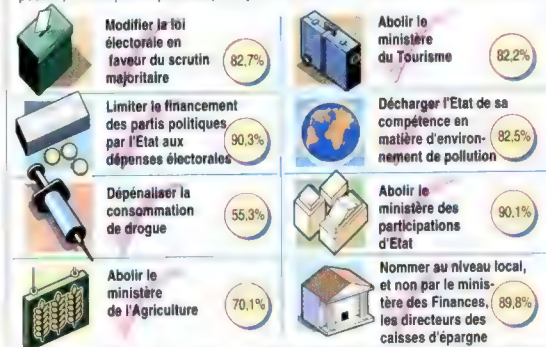 Modifier la loi
électorale en
faveur du scrutin
majoritaire
82,7%
Abolir le
ministère
du Tourisme
82,2%
Limiter le financement
des partis politiques
par l'Etat aux
dépenses électorales
90,3%
Décharger l'Etat de sa
compétence en
matière d'environ-
nement de pollution
82,5%
Dépénaliser la
consommation
de drogue
55,3%
Abolir le
ministère des
participations
d'Etat
90,1%
Abolir le
ministère
de l'Agriculture
70,1%
Nommer au niveau local,
et non par le minis-
tère des Finances,
les directeurs des
caisses d'épargne
89,8%